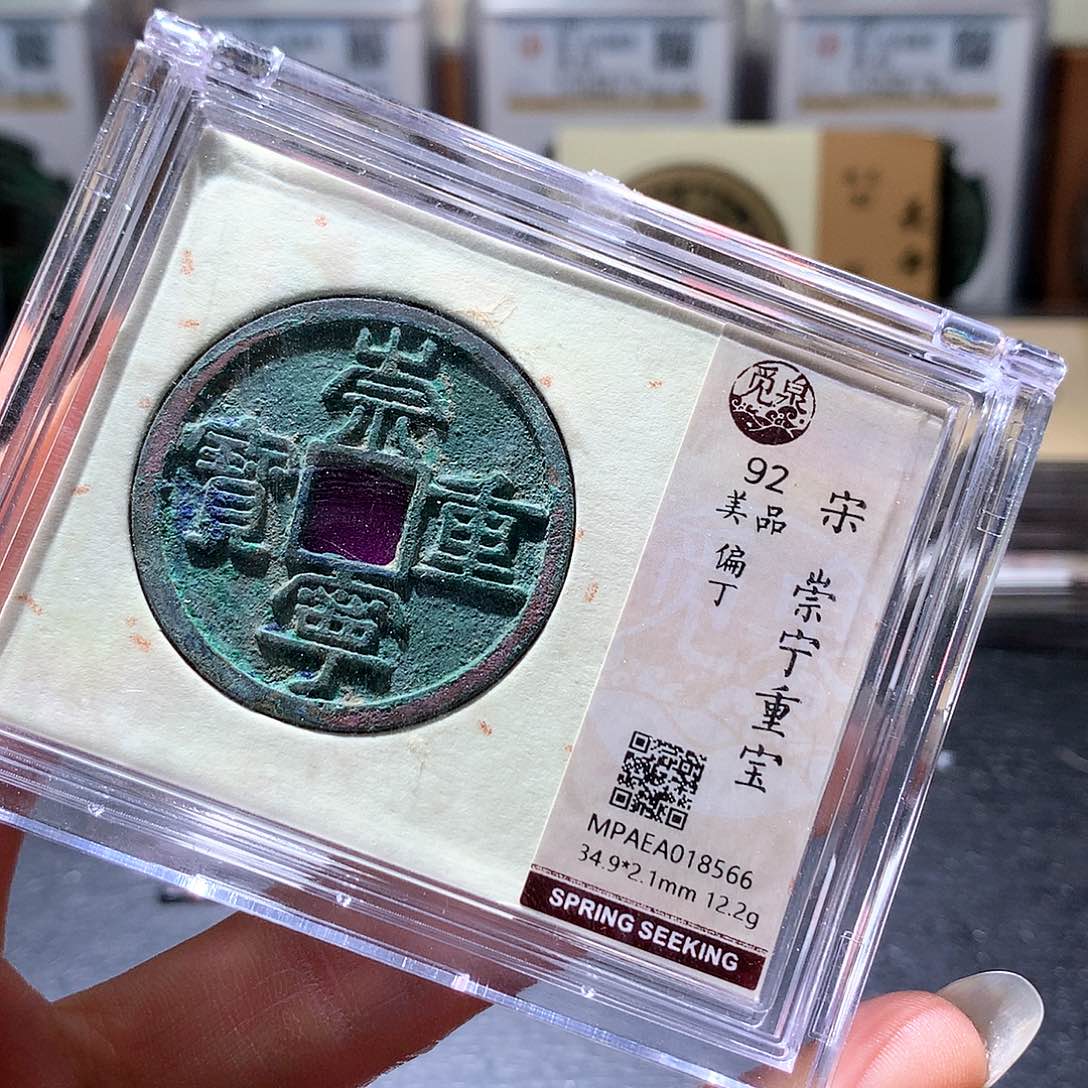 崇
重
寶
寧
觅泉
92
美品
偏丁
宋 崇宁重宝
MPAEA018566
34.9*2.1mm 12.2g
SPRING SEEKING